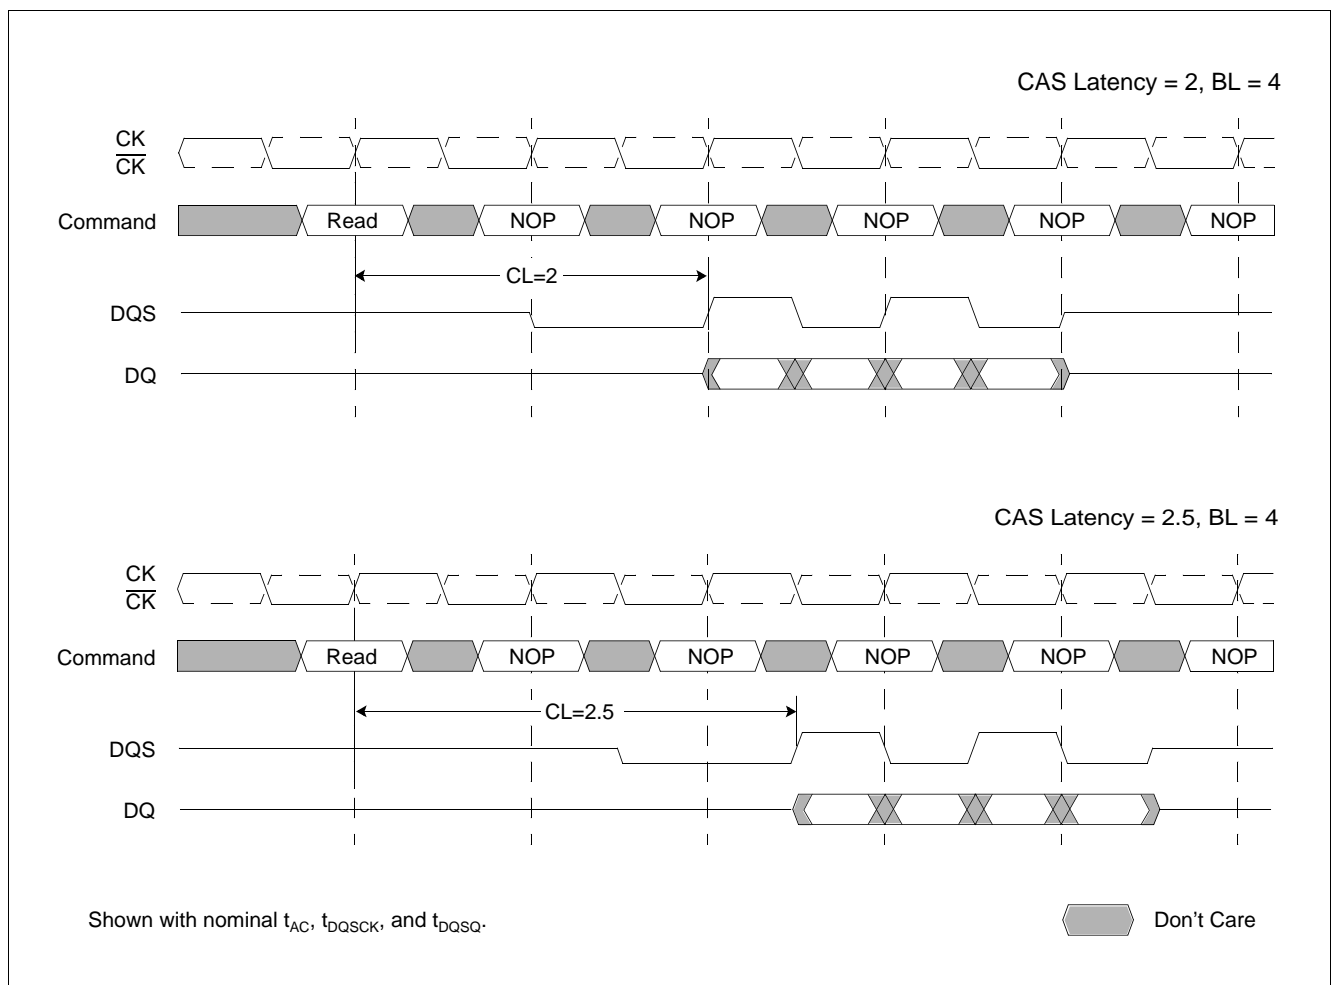 CAS Latency = 2, BL = 4
CK
CK
Command
Read
NOP
NOP
NOP
NOP
NOP
CL=2
DQS
DQ
CAS Latency = 2.5, BL = 4
CK
CK
Command
Read
NOP
NOP
NOP
NOP
NOP
CL=2.5
DQS
DQ
Shown with nominal tAC, tDQSCK, and tDQSQ.
Don't Care